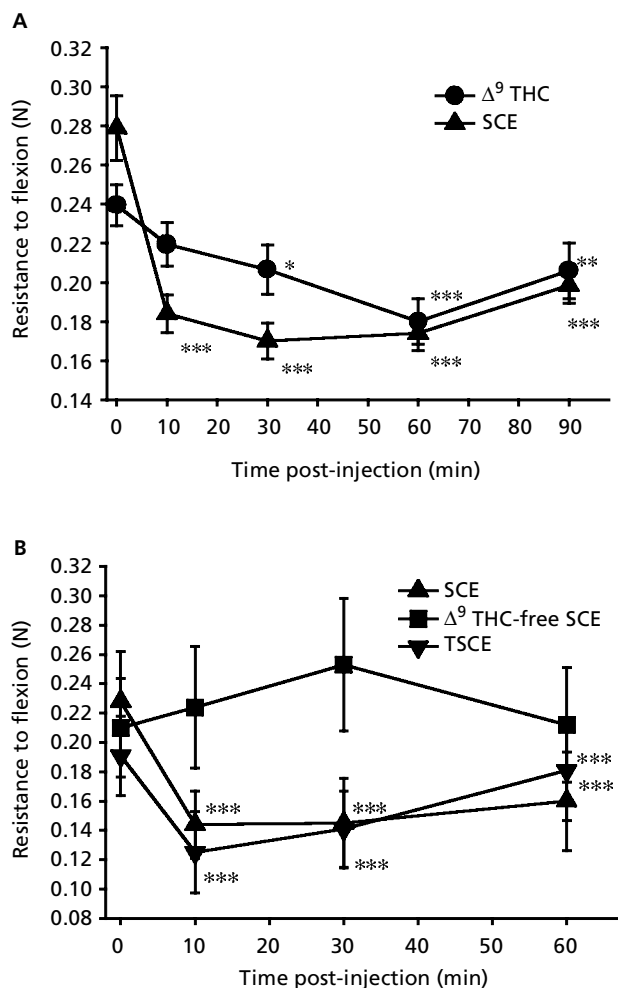 A
0.32
0.30
0.28
0.26
0.24
0.22
0.20
0.18
0.16
0.14
Resistance to flexion (N)
Δ⁹ THC
SCE
*
***
**
***
***
***
***
0 10 20 30 40 50 60 70 80 90
Time post-injection (min)
B
0.32
0.30
0.28
0.26
0.24
0.22
0.20
0.18
0.16
0.14
0.12
0.10
0.08
Resistance to flexion (N)
SCE
Δ⁹ THC-free SCE
TSCE
***
***
***
***
***
***
0 10 20 30 40 50 60
Time post-injection (min)